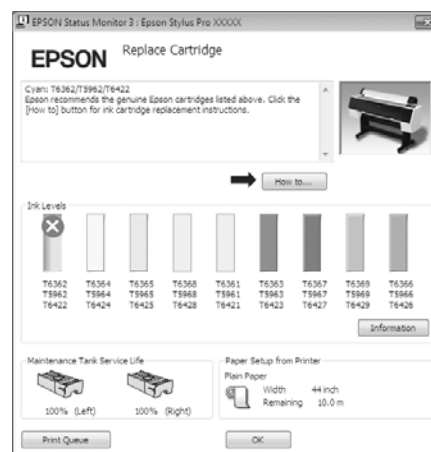 EPSON Status Monitor 3 : Epson Stylus Pro XXXXX
EPSON
Replace Cartridge
Cyan: T6362/T5962/T6422
Epson recommends the genuine Epson cartridges listed above. Click the
[How to] button for ink cartridge replacement instructions.
How to...
Ink Levels
T6362 T6364 T6365 T6368 T6361 T6363 T6367 T6369 T6366
T5962 T5964 T5965 T5968 T5961 T5963 T5967 T5969 T5966
T6422 T6424 T6425 T6428 T6421 T6423 T6427 T6429 T6426
Information
Maintenance Tank Service Life
100% (Left) 100% (Right)
Paper Setup from Printer
Plain Paper
Width 44 inch
Remaining 10.0 m
Print Queue
OK